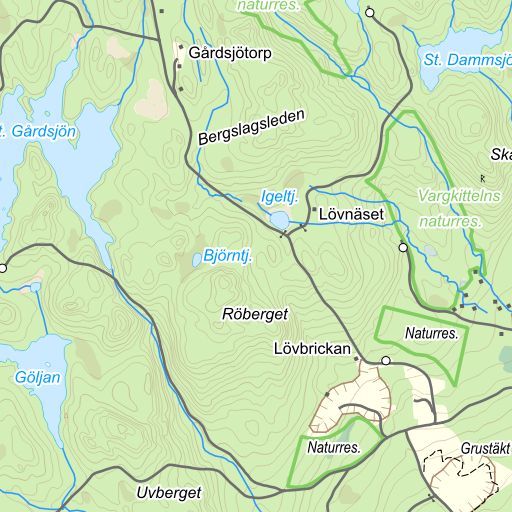 naturres.
naturres.
Gårdsjötorp
St. Dammsjö
Bergslagsleden
t. Gårdsjön
Ska
R
Igeltj.
Lövnäset
Vargkittelns
naturres.
Björntj.
Röberget
Naturres.
Lövbrickan
Göljan
Naturres.
Grustäkt
Uvberget